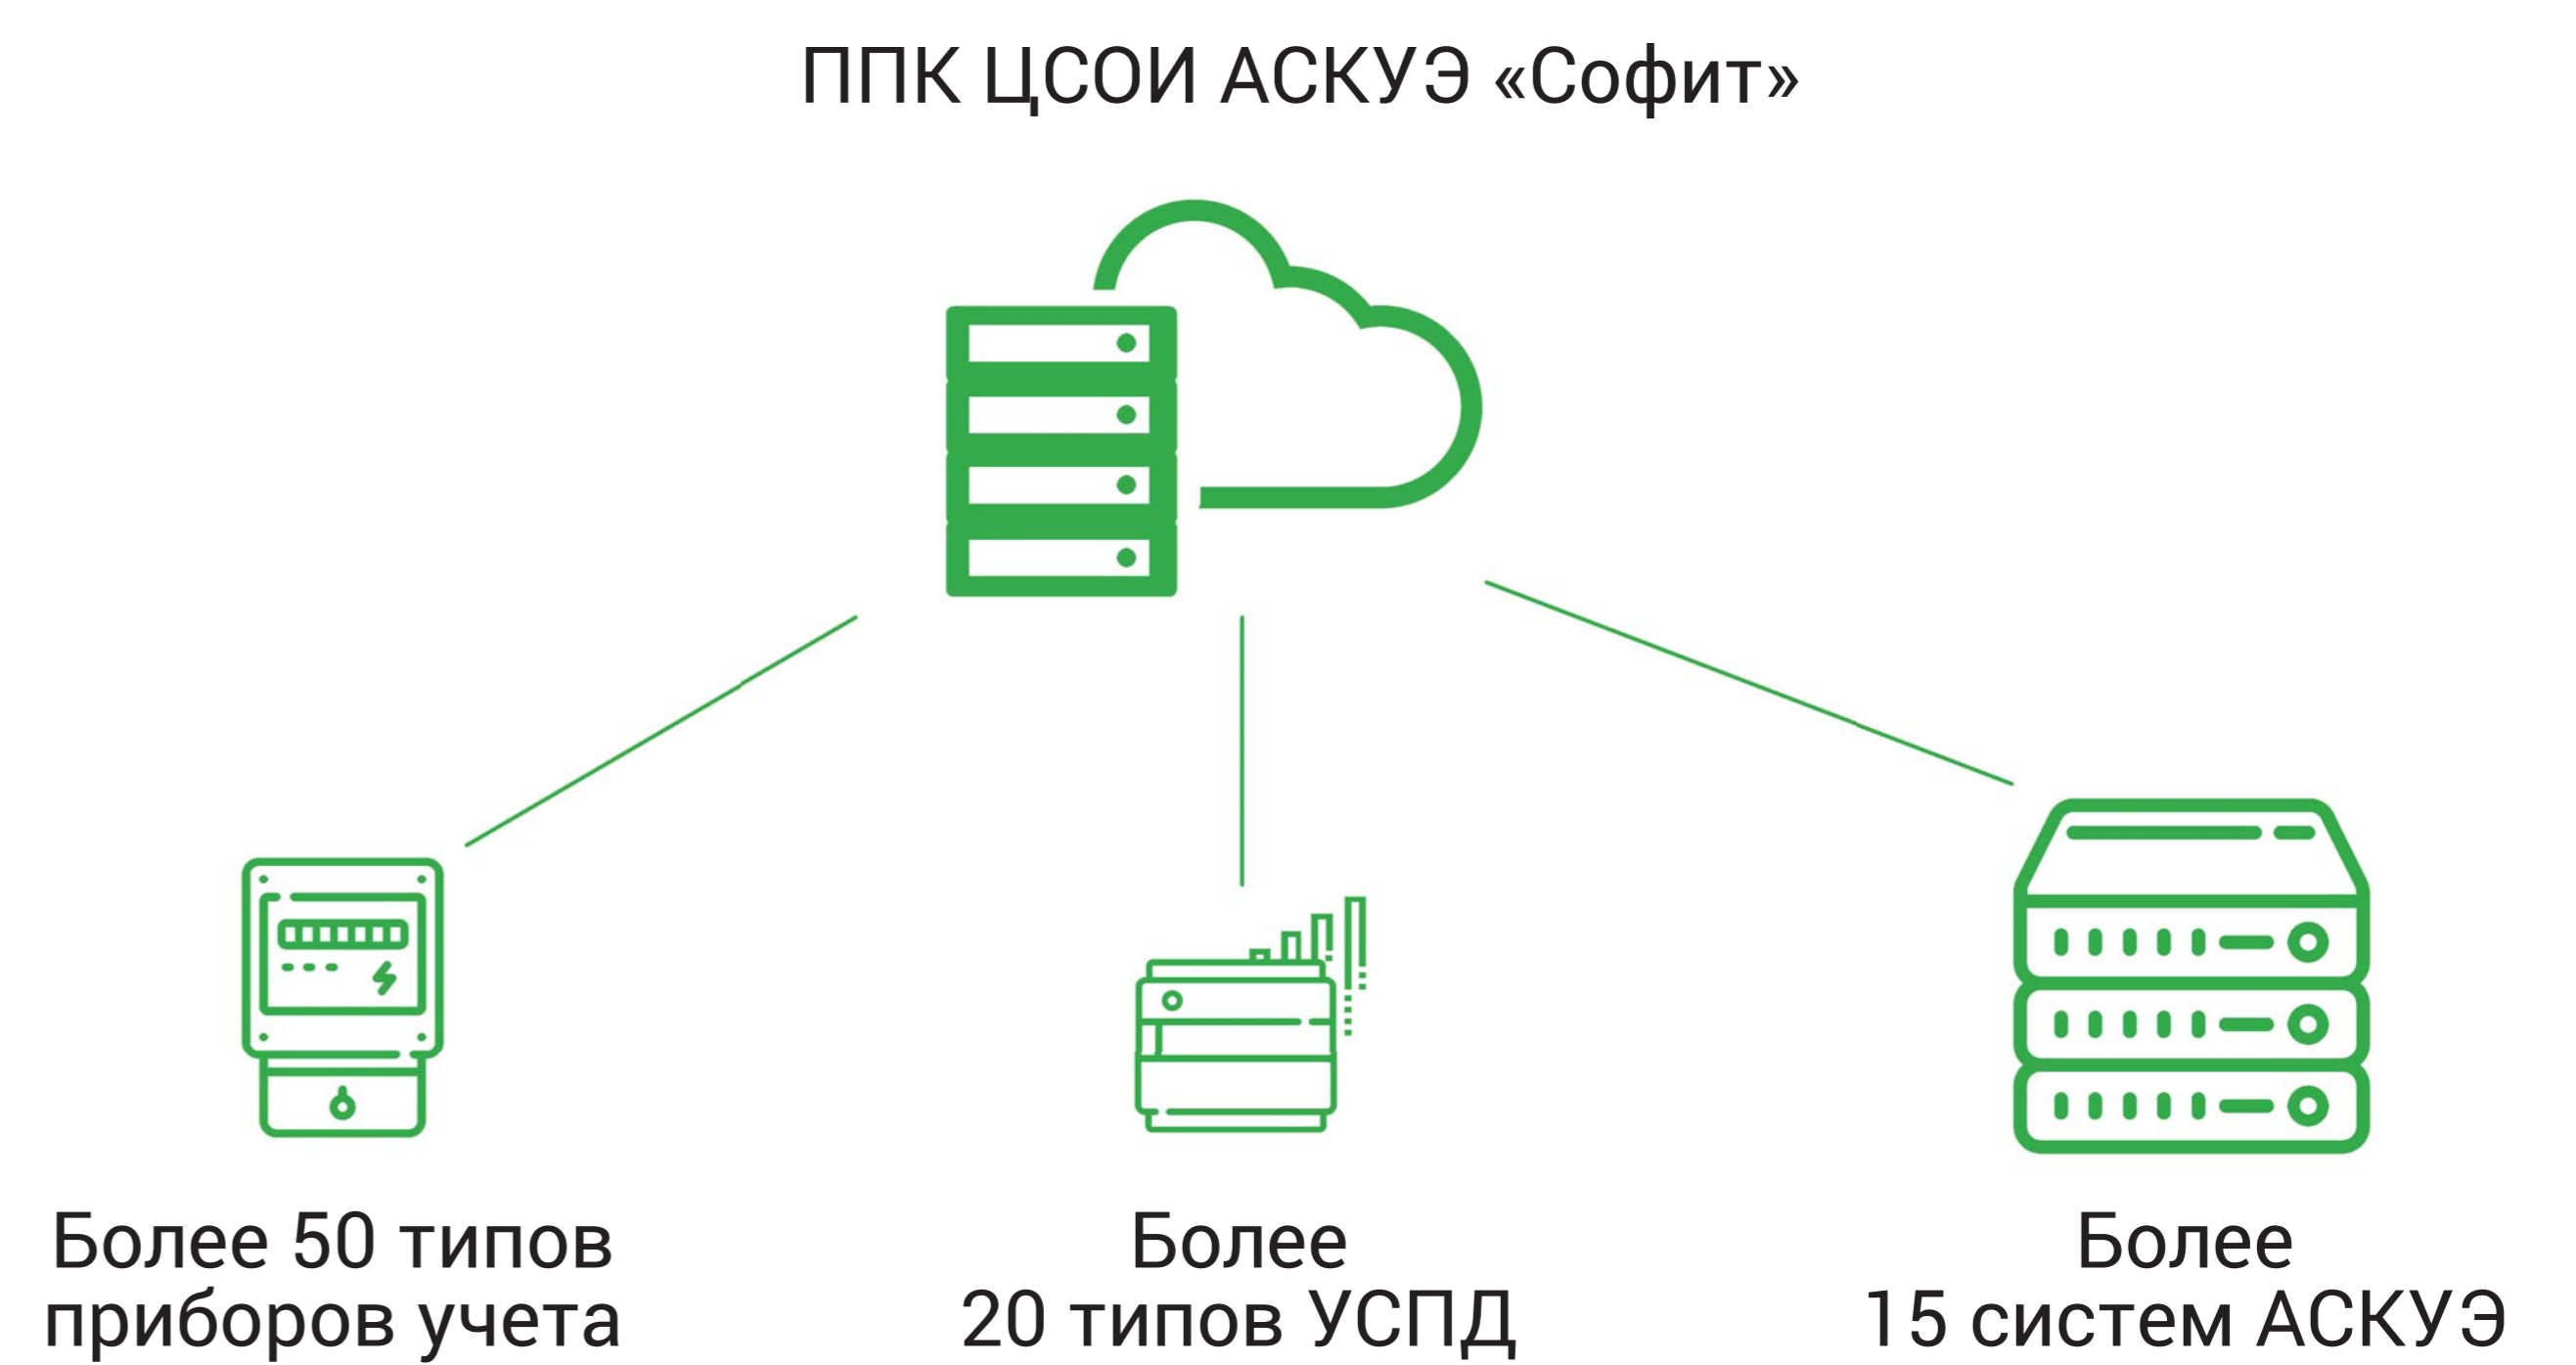 ППК ЦСОИ АСКУЭ «Софит»
Более 50 типов
приборов учета
Более
20 типов УСПД
Более
15 систем АСКУЭ